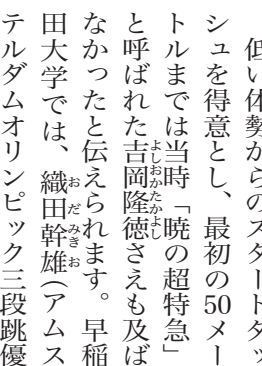 低い体勢からのスタートダッ
シュを得意とし、最初の50メー
トルまでは当時「暁の超特急」
と呼ばれた吉岡隆徳さえも及ば
なかったと伝えられます。早稲
田大学では、織田幹雄（アムス
テルダムオリンピック三段跳優